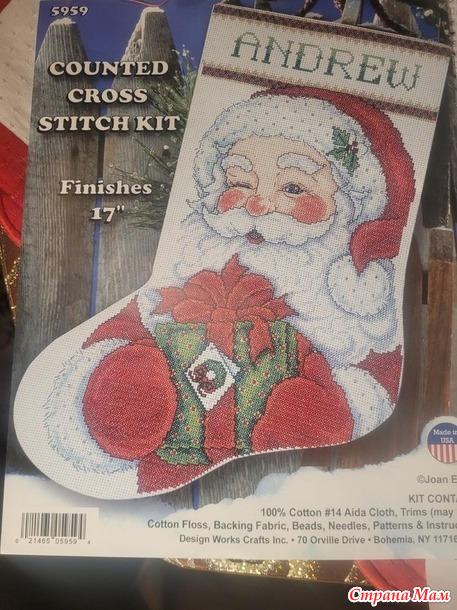 5959
ANDREW
COUNTED
CROSS
STITCH KIT
Finishes
17"
Made in
USA
©Joan E
KIT CONTA
100% Cotton #14 Aida Cloth, Trims (may
Cotton Floss, Backing Fabric, Beads, Needles, Patterns & Instruc
Design Works Crafts Inc. • 70 Orville Drive • Bohemia, NY 11716
0 21465 05959 4
Страна Мам